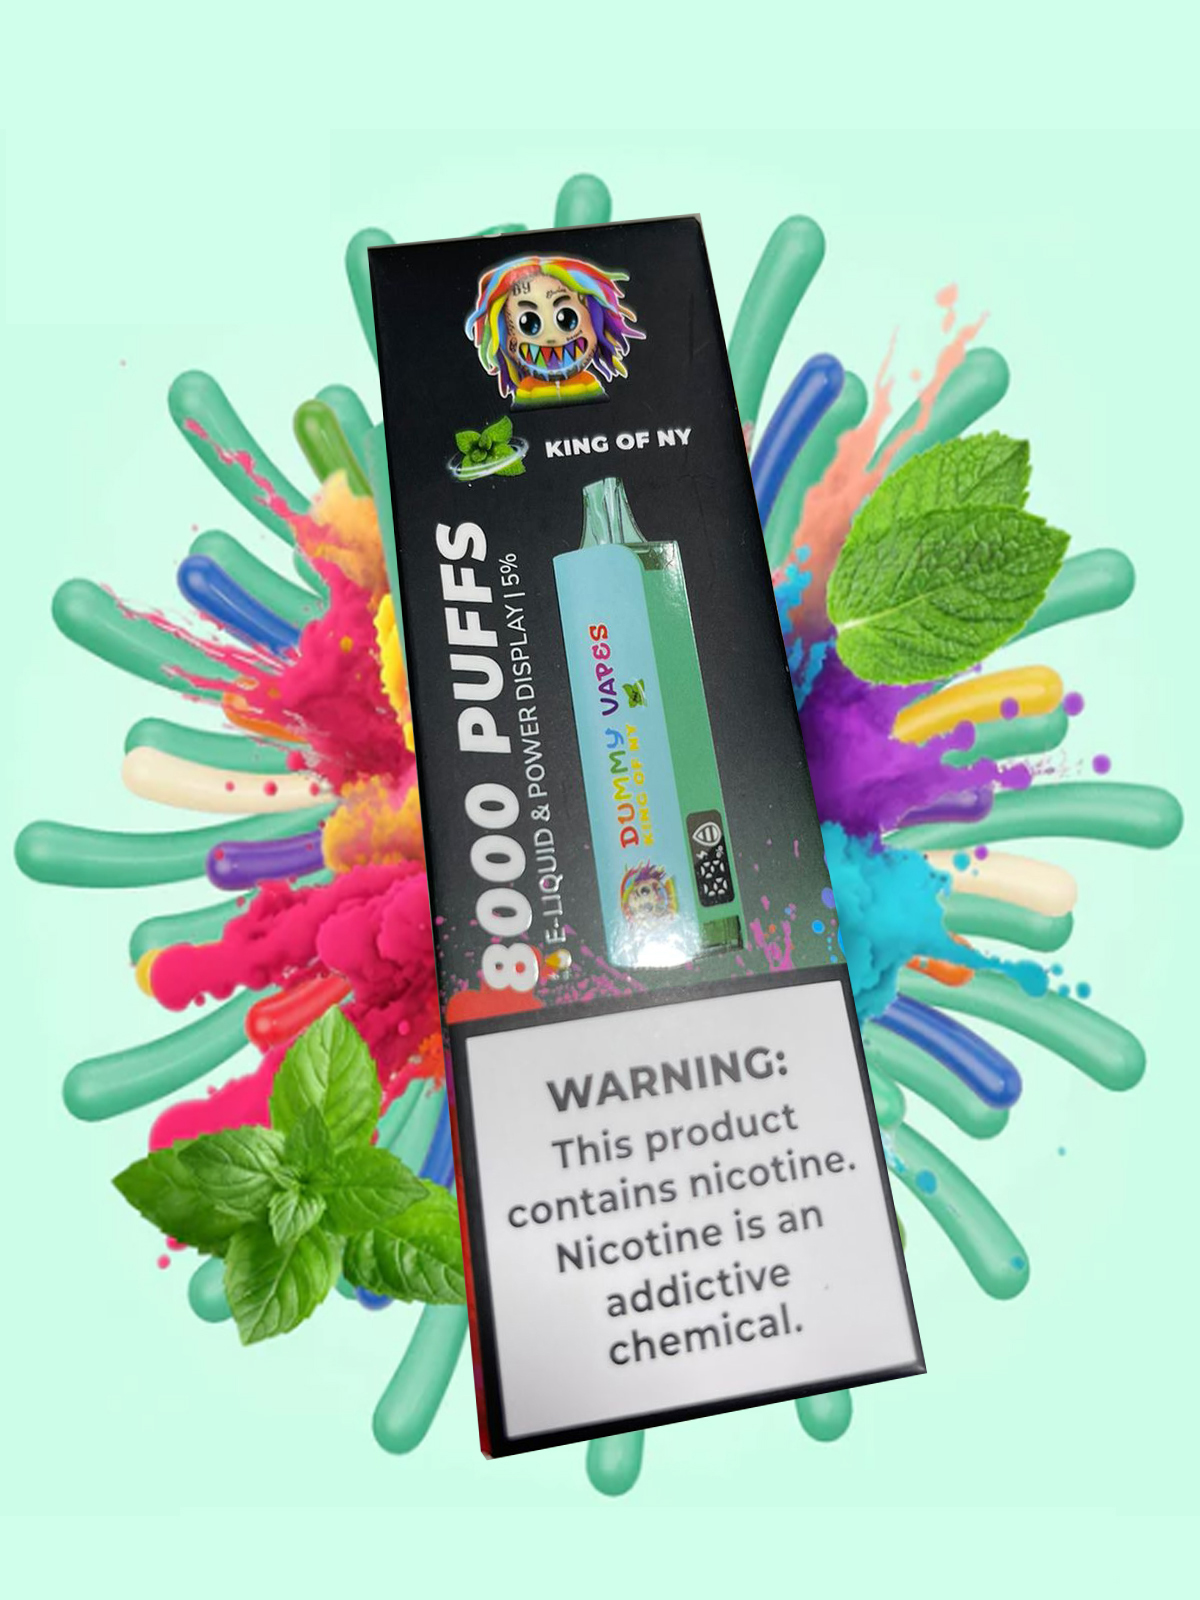 KING OF NY
8000 PUFFS
E-LIQUID & POWER DISPLAY | 5%
DUMMY VAPES
KING OF NY
WARNING:
This product
contains nicotine.
Nicotine is an
addictive
chemical.